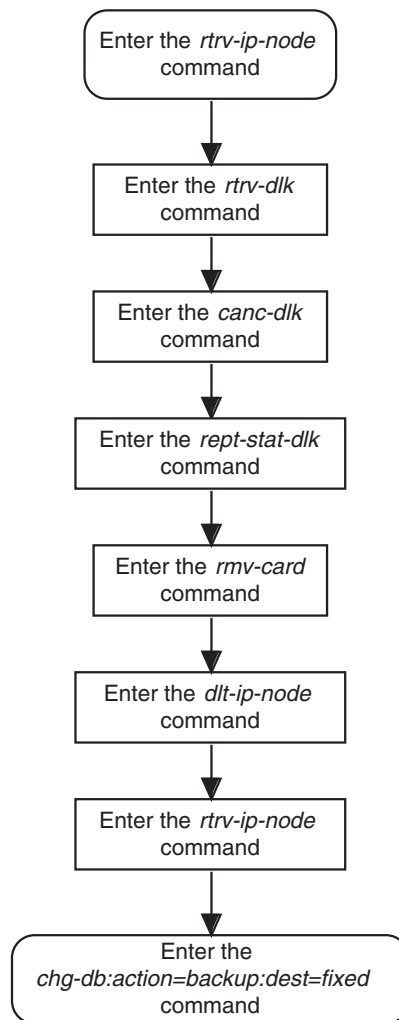 Enter the rtrv-ip-node
command
Enter the rtrv-dlk
command
Enter the canc-dlk
command
Enter the rept-stat-dlk
command
Enter the rmv-card
command
Enter the dlt-ip-node
command
Enter the rtrv-ip-node
command
Enter the
chg-db:action=backup:dest=fixed
command